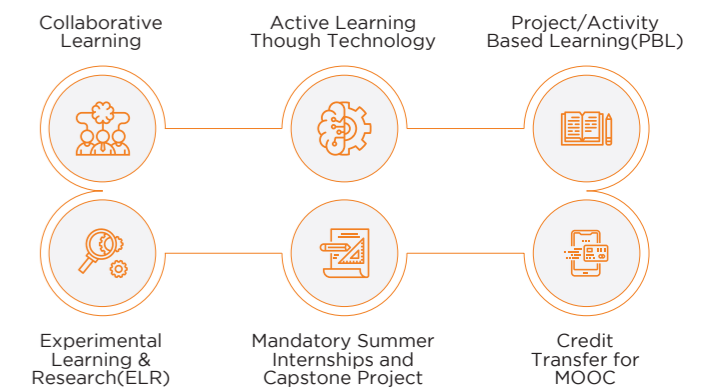 Collaborative
Learning
Active Learning
Though Technology
Project/Activity
Based Learning(PBL)
Experimental
Learning &
Research(ELR)
Mandatory Summer
Internships and
Capstone Project
Credit
Transfer for
MOOC